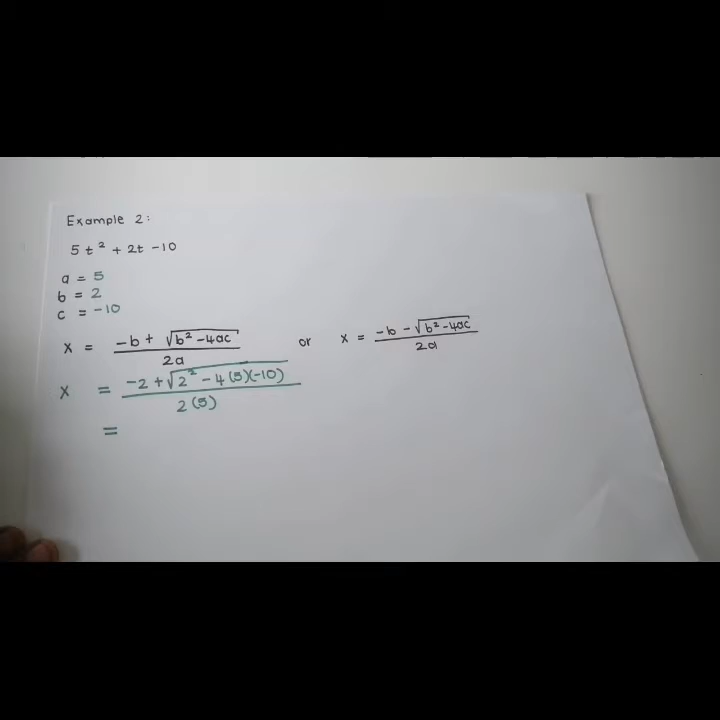 Example 2:
5t² + 2t -10
a = 5
b = 2
c = -10
x = (-b + √(b² - 4ac))/2a or x = (-b - √(b² - 4ac))/2a
x = (-2 + √(2² - 4(5)(-10)))/2(5)
=